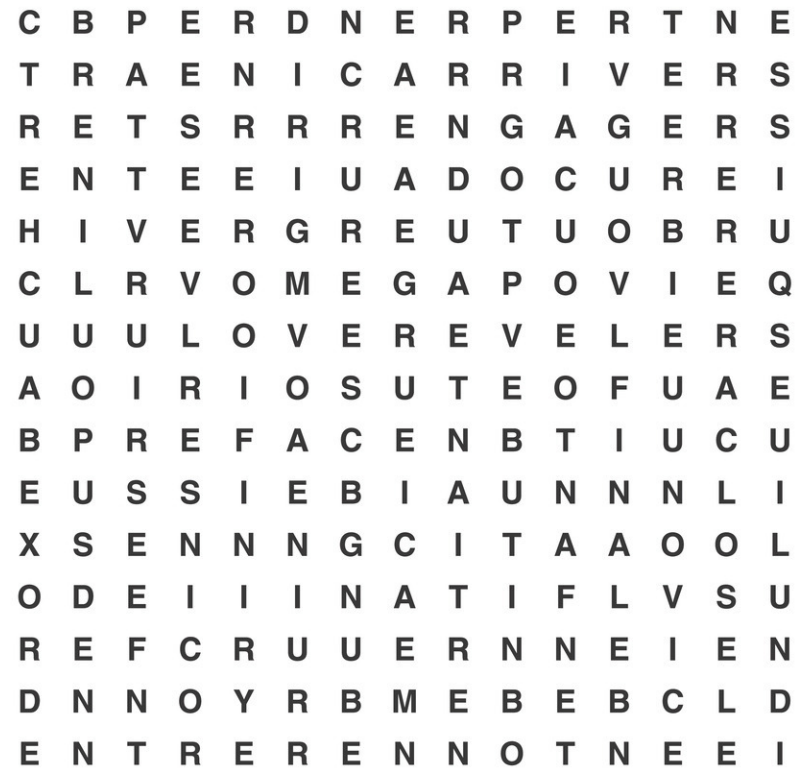 C B P E R D N E R P E R T N E
T R A E N I C A R R I V E R S
R E T S R R R E N G A G E R S
E N T E E I U A D O C U R E I
H I V E R G R E U T U O B R U
C L R V O M E G A P O V I E Q
U U U L O V E R E V E L E R S
A O I R I O S U T E O F U A E
B P R E F A C E N B T I U C U
E U S S I E B I A U N N N L I
X S E N N N G C I T A A O O L
O D E I I I N A T I F L V S U
R E F C R U U E R N N E I E N
D N N O Y R B M E B E B C L D
E N T R E R E N N O T N E E I